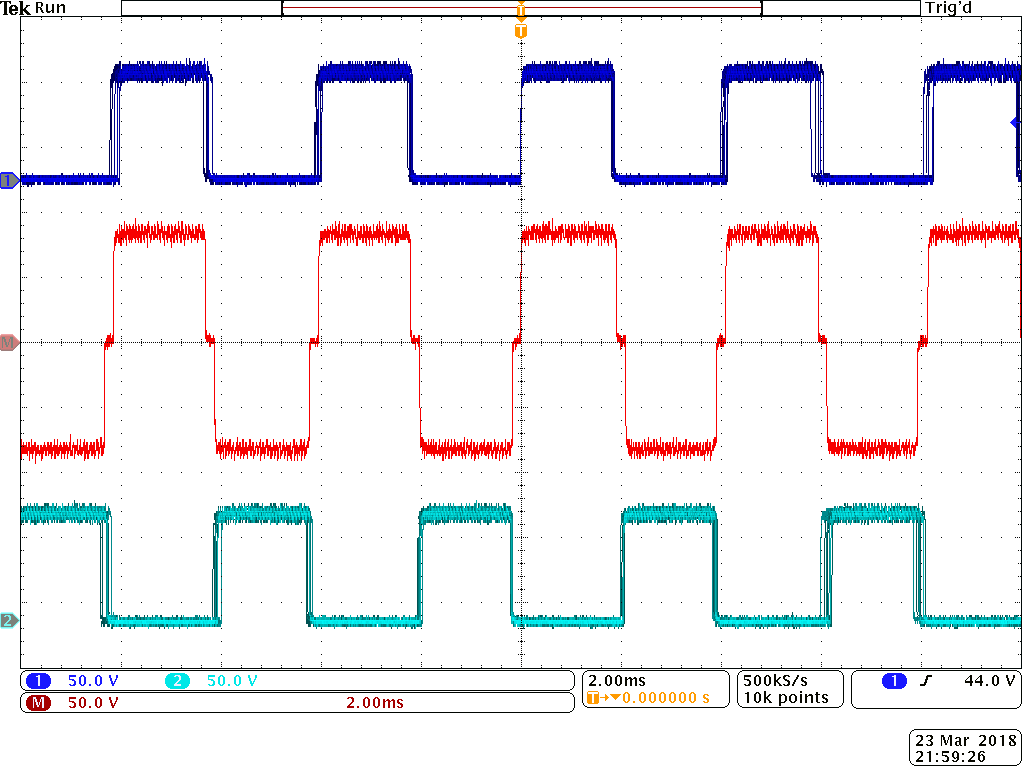 Tek Run Trig'd
T
T
1
M
2
1 50.0 V 2 50.0 V
M 50.0 V 2.00ms
2.00ms
T 0.000000 s
500kS/s
10k points
1 44.0 V
23 Mar 2018
21:59:26